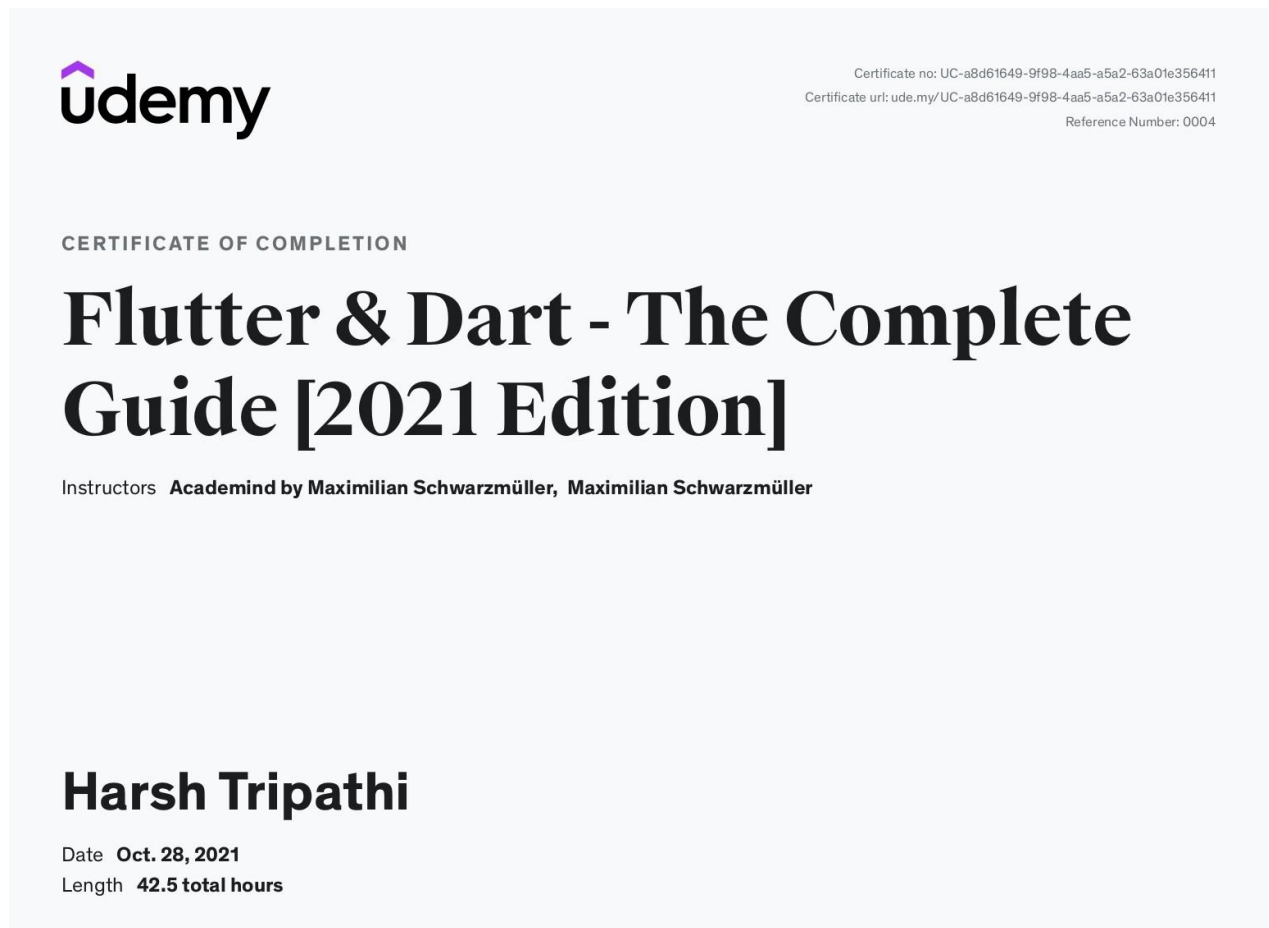 udemy
Certificate no: UC-a8d61649-9f98-4aa5-a5a2-63a01e356411
Certificate url: ude.my/UC-a8d61649-9f98-4aa5-a5a2-63a01e356411
Reference Number: 0004
CERTIFICATE OF COMPLETION
Flutter & Dart - The Complete
Guide [2021 Edition]
Instructors Academind by Maximilian Schwarzmüller, Maximilian Schwarzmüller
Harsh Tripathi
Date Oct. 28, 2021
Length 42.5 total hours